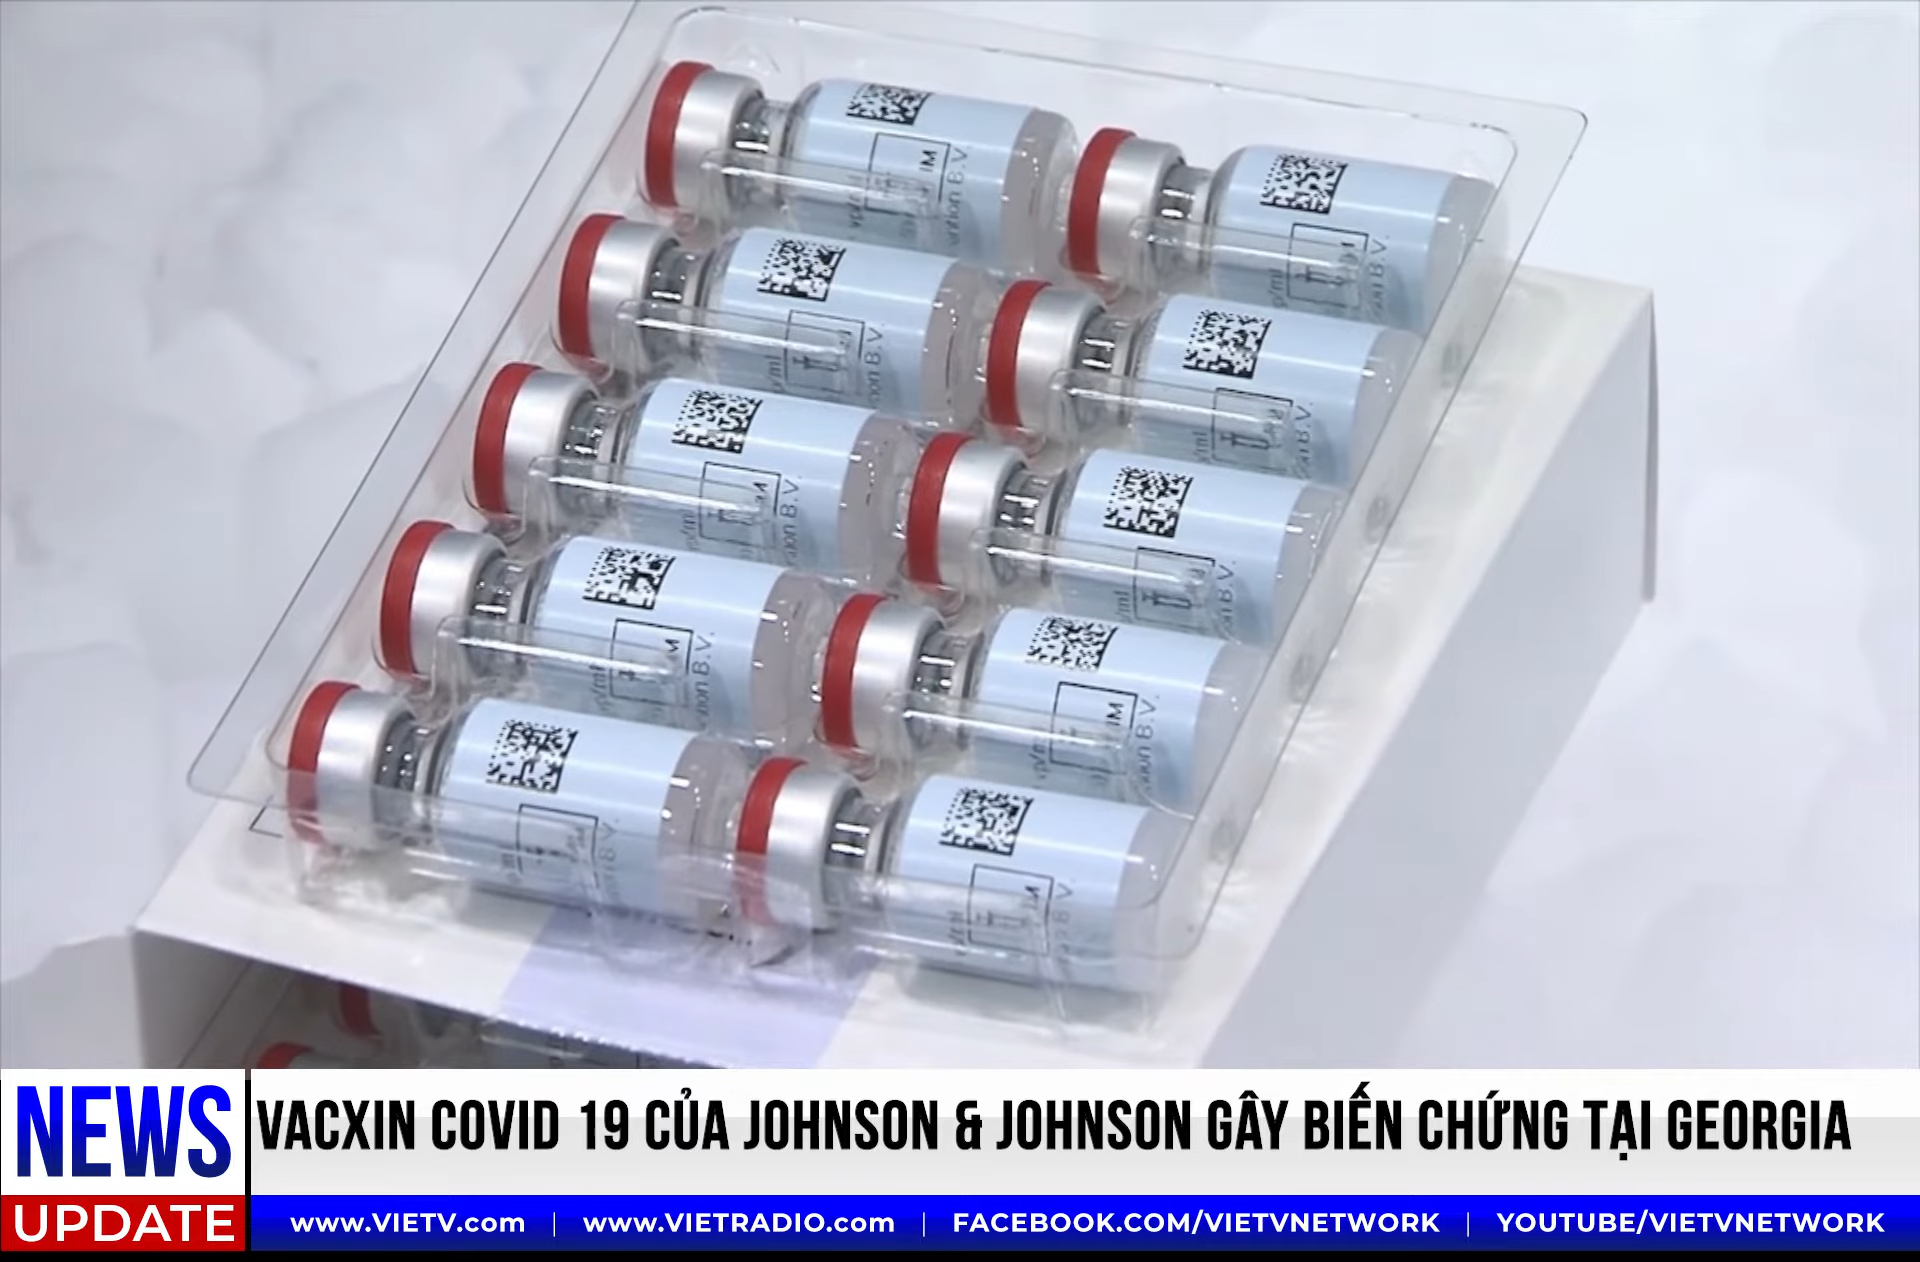 IM
B.V.
NEWS
UPDATE
VACXIN COVID 19 CỦA JOHNSON & JOHNSON GÂY BIẾN CHỨNG TẠI GEORGIA
www.VIETV.com | www.VIETRADIO.com | FACEBOOK.COM/VIETVNETWORK | YOUTUBE/VIETVNETWORK